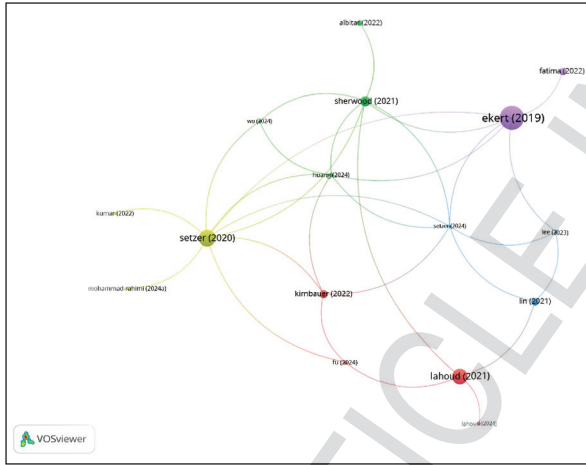 albitar (2022)
fatima (2022)
sherwood (2021)
ekert (2019)
wu (2024)
huang (2024)
kumar (2022)
setzer (2020)
setzer (2024)
lee (2023)
mohammad-rahimi (2024a)
kirnbauer (2022)
lin (2021)
fu (2024)
lahoud (2021)
lahoud (2024)
VOSviewer